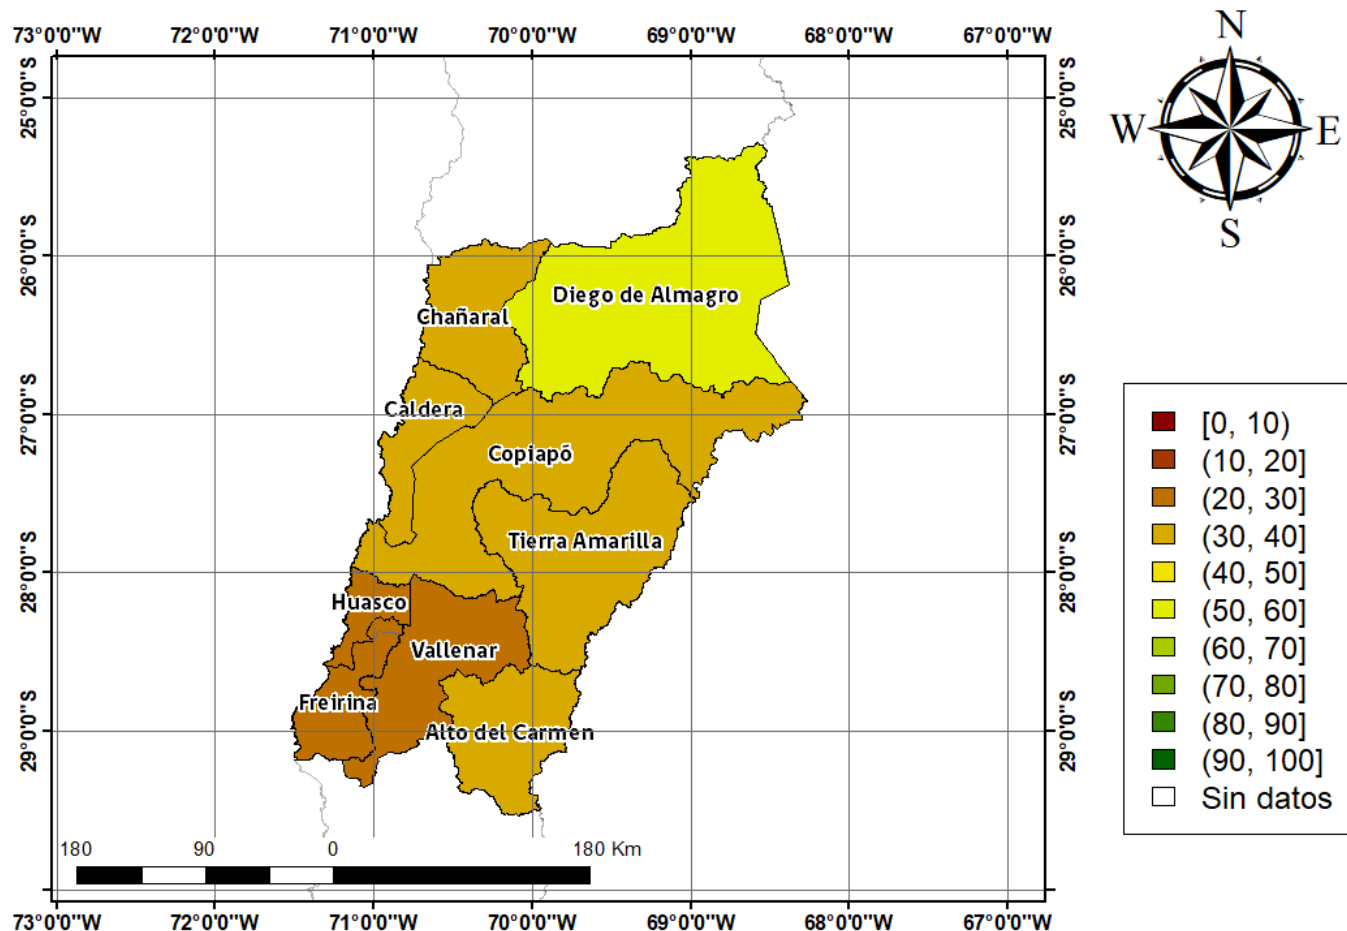 N
W E
S
73°0'0"W 72°0'0"W 71°0'0"W 70°0'0"W 69°0'0"W 68°0'0"W 67°0'0"W
25°0'0"S 25°0'0"S
26°0'0"S 26°0'0"S
27°0'0"S 27°0'0"S
28°0'0"S 28°0'0"S
29°0'0"S 29°0'0"S
Diego de Almagro
Chañaral
Caldera
Copiapó
Tierra Amarilla
Huasco
Vallenar
Freirina
Alto del Carmen
[0, 10)
(10, 20]
(20, 30]
(30, 40]
(40, 50]
(50, 60]
(60, 70]
(70, 80]
(80, 90]
(90, 100]
Sin datos
180 90 0 180 Km
73°0'0"W 72°0'0"W 71°0'0"W 70°0'0"W 69°0'0"W 68°0'0"W 67°0'0"W